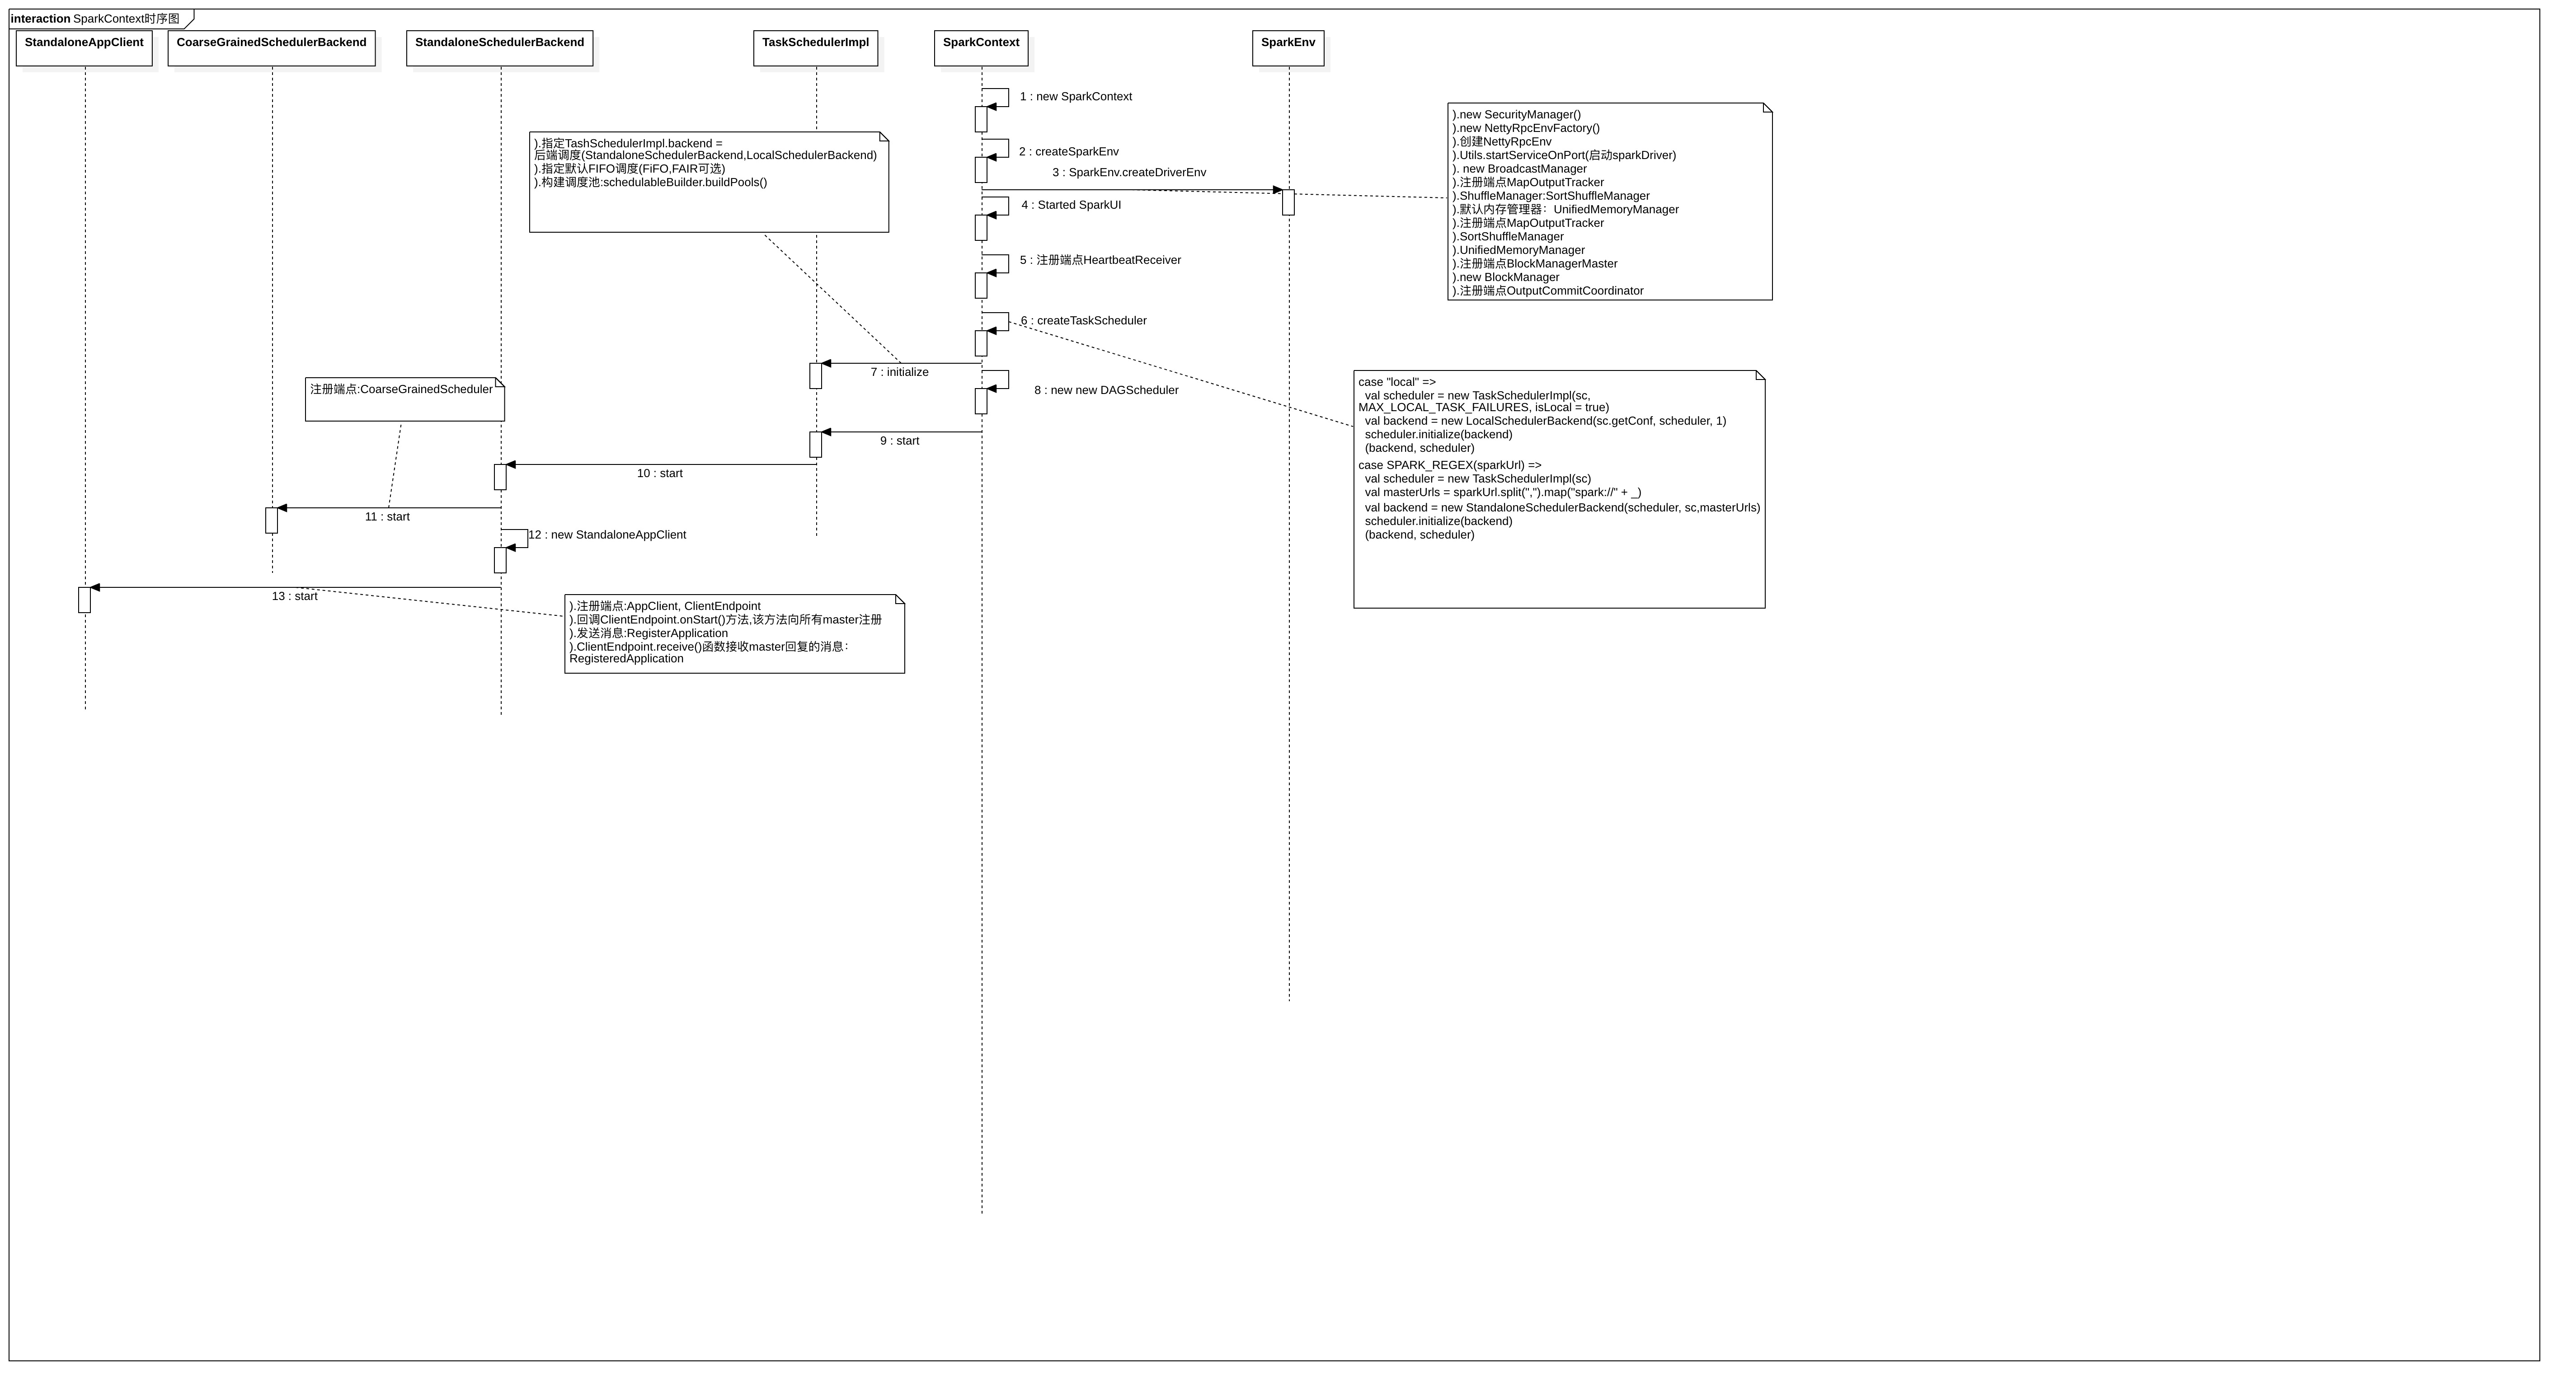 interaction SparkContext时序图
StandaloneAppClient
CoarseGrainedSchedulerBackend
StandaloneSchedulerBackend
TaskSchedulerImpl
SparkContext
SparkEnv
1 : new SparkContext
2 : createSparkEnv
3 : SparkEnv.createDriverEnv
4 : Started SparkUI
5 : 注册端点HeartbeatReceiver
6 : createTaskScheduler
7 : initialize
8 : new new DAGScheduler
9 : start
10 : start
11 : start
12 : new StandaloneAppClient
13 : start
).指定TashSchedulerImpl.backend =
后端调度(StandaloneSchedulerBackend,LocalSchedulerBackend)
).指定默认FIFO调度(FiFO,FAIR可选)
).构建调度池:schedulableBuilder.buildPools()
).new SecurityManager()
).new NettyRpcEnvFactory()
).创建NettyRpcEnv
).Utils.startServiceOnPort(启动sparkDriver)
). new BroadcastManager
).注册端点MapOutputTracker
).ShuffleManager:SortShuffleManager
).默认内存管理器：UnifiedMemoryManager
).注册端点MapOutputTracker
).SortShuffleManager
).UnifiedMemoryManager
).注册端点BlockManagerMaster
).new BlockManager
).注册端点OutputCommitCoordinator
注册端点:CoarseGrainedScheduler
case "local" =>
val scheduler = new TaskSchedulerImpl(sc,
MAX_LOCAL_TASK_FAILURES, isLocal = true)
val backend = new LocalSchedulerBackend(sc.getConf, scheduler, 1)
scheduler.initialize(backend)
(backend, scheduler)
case SPARK_REGEX(sparkUrl) =>
val scheduler = new TaskSchedulerImpl(sc)
val masterUrls = sparkUrl.split(",").map("spark://" + _)
val backend = new StandaloneSchedulerBackend(scheduler, sc,masterUrls)
scheduler.initialize(backend)
(backend, scheduler)
).注册端点:AppClient, ClientEndpoint
).回调ClientEndpoint.onStart()方法,该方法向所有master注册
).发送消息:RegisterApplication
).ClientEndpoint.receive()函数接收master回复的消息：
RegisteredApplication